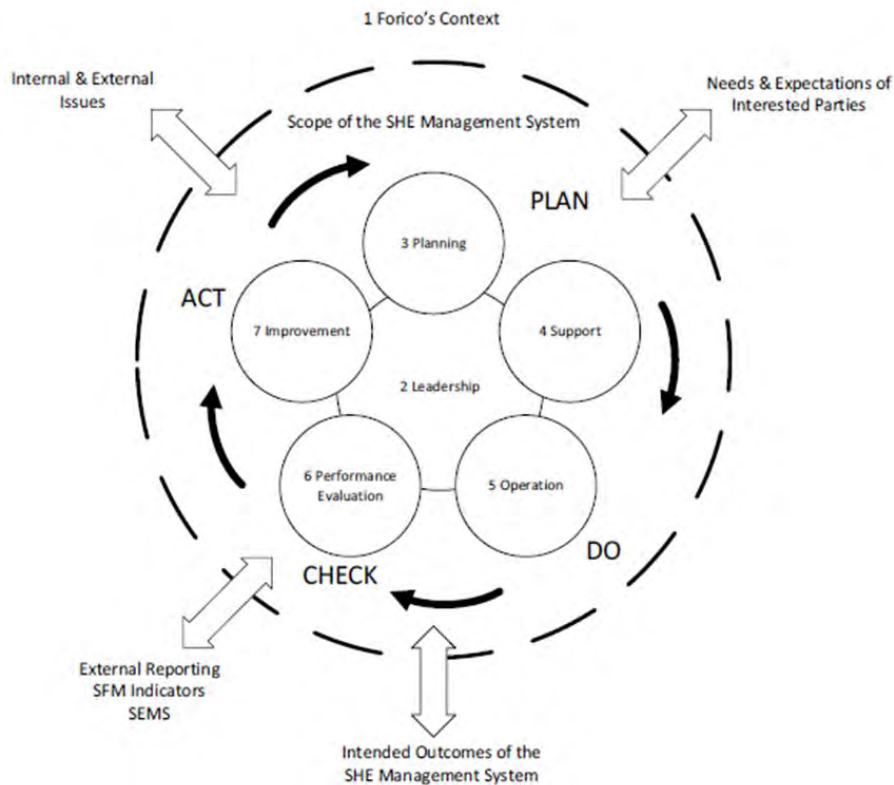 1 Forico's Context
Internal & External
Issues
Needs & Expectations of
Interested Parties
Scope of the SHE Management System
PLAN
3 Planning
ACT
7 Improvement
4 Support
2 Leadership
6 Performance
Evaluation
5 Operation
DO
CHECK
External Reporting
SFM Indicators
SEMS
Intended Outcomes of the
SHE Management System